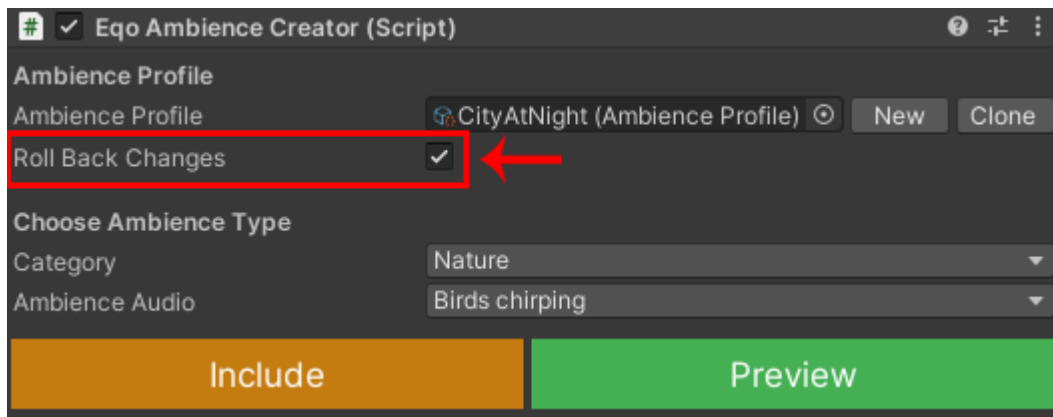 Eqo Ambience Creator (Script)
Ambience Profile
Ambience Profile CityAtNight (Ambience Profile) New Clone
Roll Back Changes
Choose Ambience Type
Category Nature
Ambience Audio Birds chirping
Include Preview